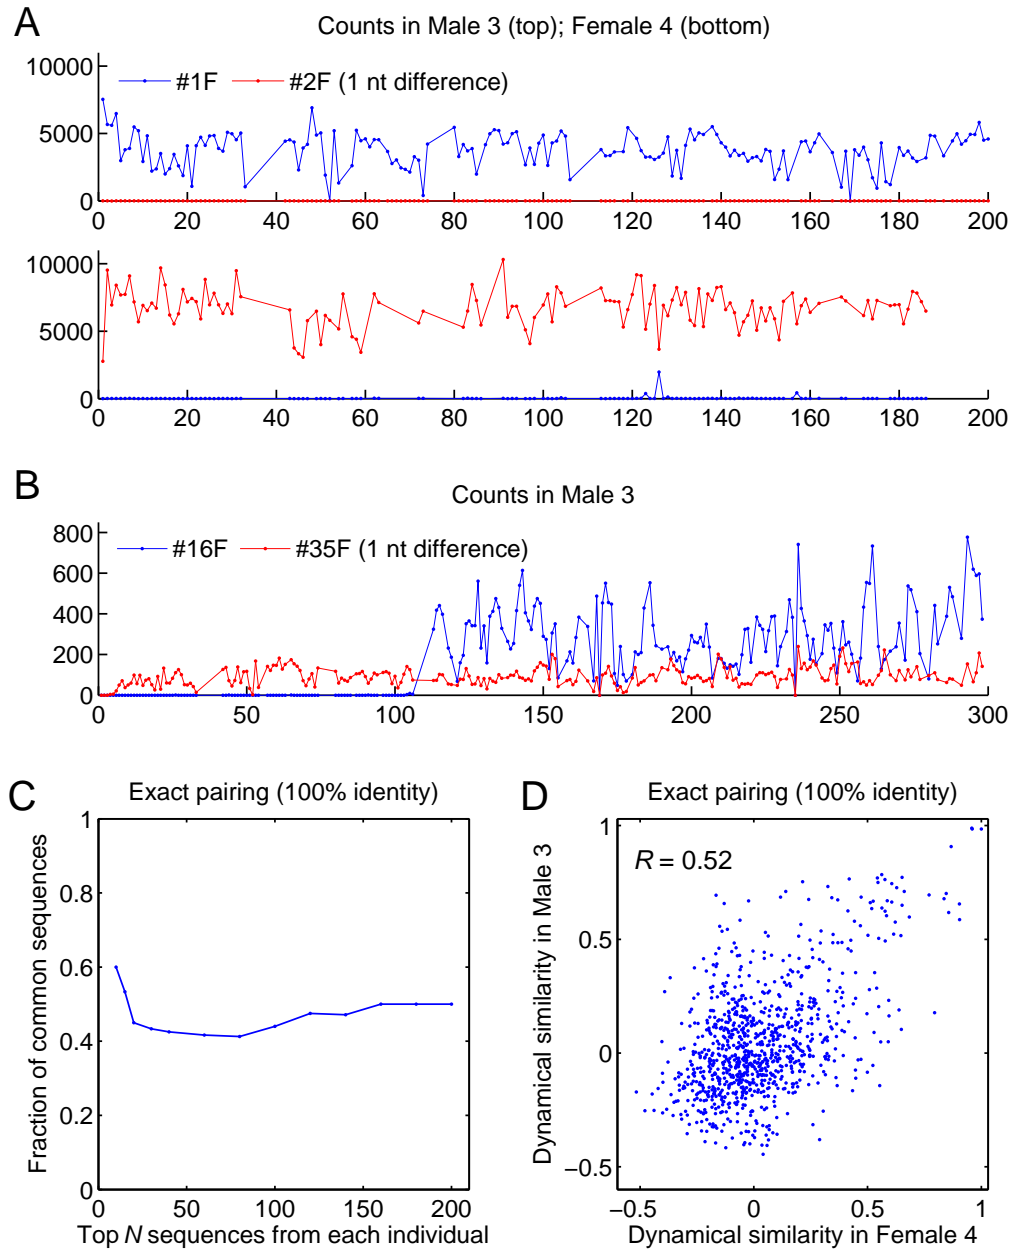 A
Counts in Male 3 (top); Female 4 (bottom)
#1F
#2F (1 nt difference)
10000
5000
0
0 20 40 60 80 100 120 140 160 180 200
10000
5000
0
0 20 40 60 80 100 120 140 160 180 200
B
Counts in Male 3
#16F
#35F (1 nt difference)
800
600
400
200
0
0 50 100 150 200 250 300
C
Exact pairing (100% identity)
Fraction of common sequences
1
0.8
0.6
0.4
0.2
0
0 50 100 150 200
Top N sequences from each individual
D
Exact pairing (100% identity)
R = 0.52
Dynamical similarity in Male 3
1
0.5
0
−0.5
−0.5 0 0.5 1
Dynamical similarity in Female 4